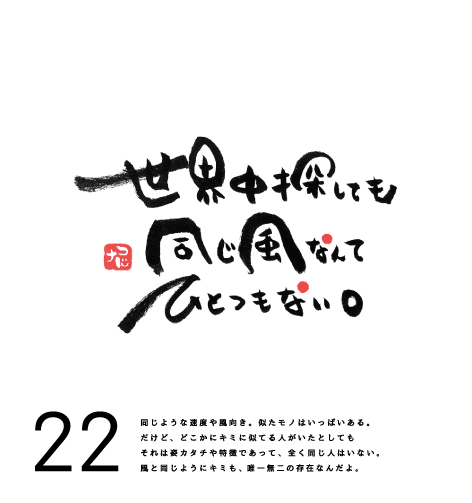 世界中探しても
同じ風なんて
ひとつもない。
22
同じような速度や風向き。似たモノはいっぱいある。
だけど、どこかにキミに似てる人がいたとしても
それは姿カタチや特徴であって、全く同じ人はいない。
風と同じようにキミも、唯一無二の存在なんだよ。